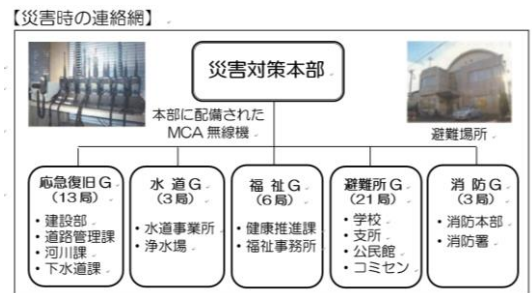 【災害時の連絡網】
災害対策本部
本部に配備された
MCA 無線機
避難場所
応急復旧G
(13局)
・建設部
・道路管理課
・河川課
・下水道課
水道G
(3局)
・水道事業所
・浄水場
福祉G
(6局)
・健康推進課
・福祉事務所
避難所G
(21局)
・学校
・支所
・公民館
・コミセン
消防G
(3局)
・消防本部
・消防署